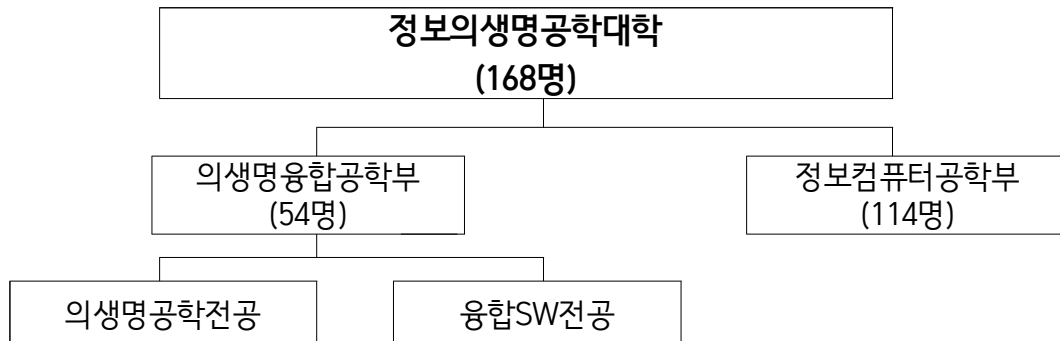 정보의생명공학대학
(168명)
의생명융합공학부
(54명)
정보컴퓨터공학부
(114명)
의생명공학전공
융합SW전공